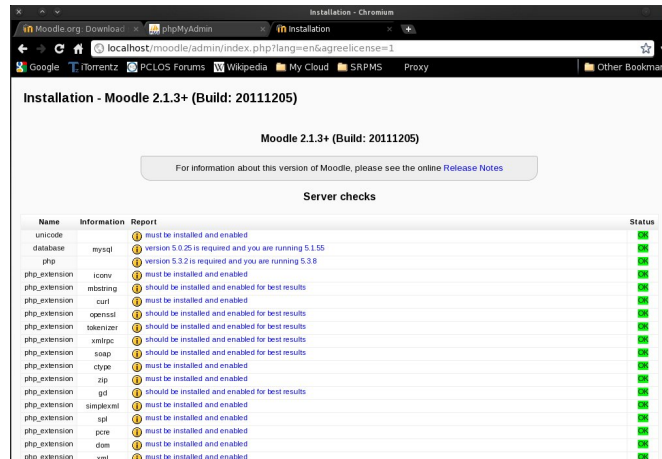 Installation - Chromium
Moodle.org: Download
phpMyAdmin
Installation
localhost/moodle/admin/index.php?lang=en&agreelicense=1
Google iTorrentz PCLOS Forums Wikipedia My Cloud SRPMS Proxy Other Bookmar
Installation - Moodle 2.1.3+ (Build: 20111205)
Moodle 2.1.3+ (Build: 20111205)
For information about this version of Moodle, please see the online Release Notes
Server checks
Name Information Report Status
unicode must be installed and enabled OK
database mysql version 5.0.25 is required and you are running 5.1.55 OK
php version 5.3.2 is required and you are running 5.3.8 OK
php_extension iconv must be installed and enabled OK
php_extension mbstring should be installed and enabled for best results OK
php_extension curl must be installed and enabled OK
php_extension openssl should be installed and enabled for best results OK
php_extension tokenizer should be installed and enabled for best results OK
php_extension xmlrpc should be installed and enabled for best results OK
php_extension soap should be installed and enabled for best results OK
php_extension ctype must be installed and enabled OK
php_extension zip must be installed and enabled OK
php_extension gd should be installed and enabled for best results OK
php_extension simplexml must be installed and enabled OK
php_extension spl must be installed and enabled OK
php_extension pcre must be installed and enabled OK
php_extension dom must be installed and enabled OK
php_extension xml must be installed and enabled OK